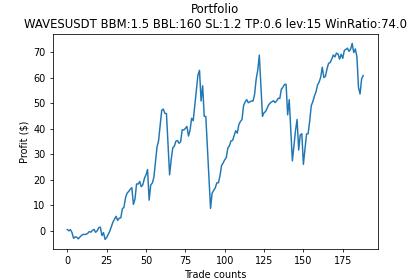 Portfolio
WAVESUSDT BBM:1.5 BBL:160 SL:1.2 TP:0.6 lev:15 WinRatio:74.0
70
60
50
40
30
20
10
0
Profit ($)
0 25 50 75 100 125 150 175
Trade counts